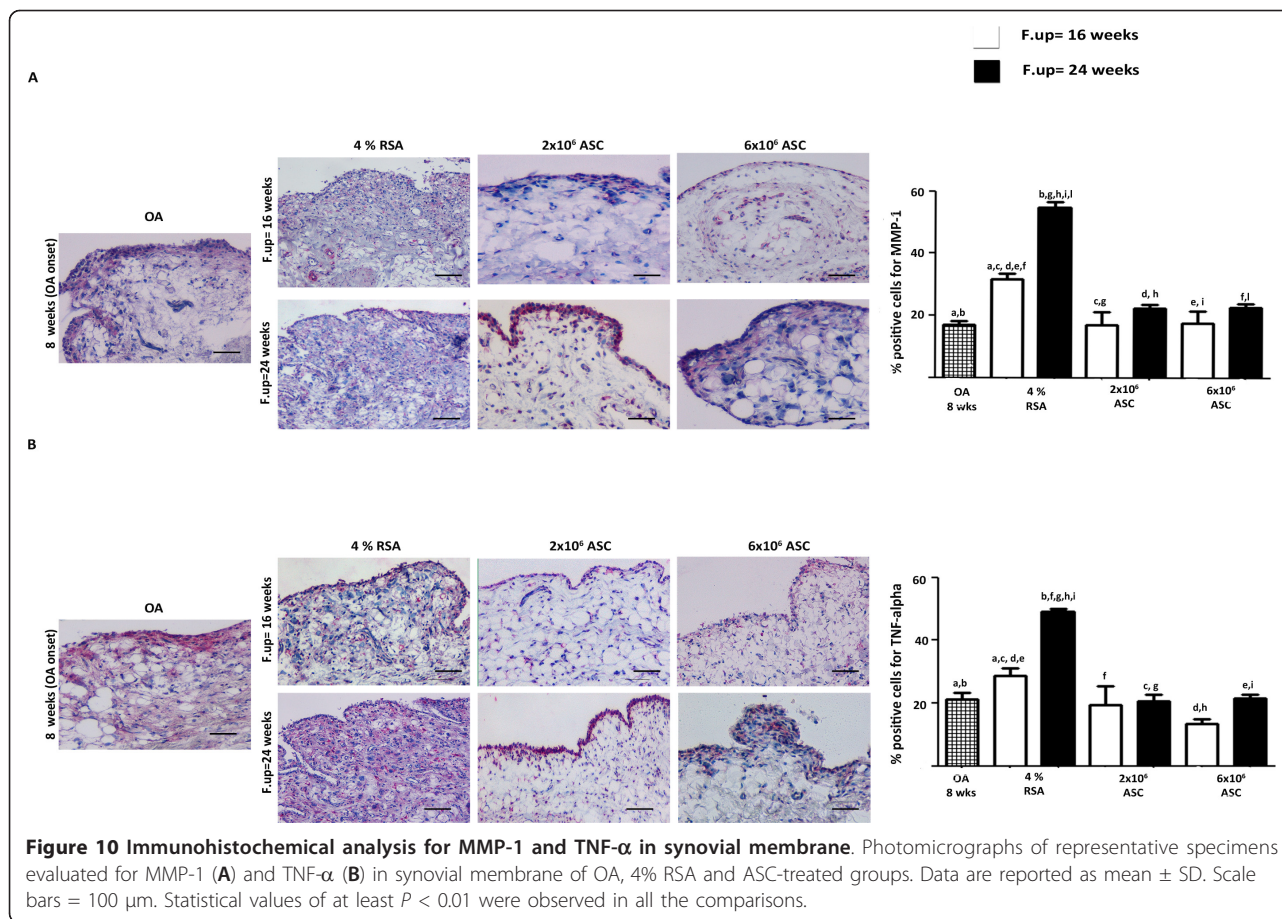 F.up= 16 weeks
F.up= 24 weeks
A
4 % RSA
2x10⁶ ASC
6x10⁶ ASC
OA
8 weeks (OA onset)
F.up= 16 weeks
F.up=24 weeks
% positive cells for MMP-1
60
40
20
a,b
a,c, d,e,f
b,g,h,i,l
c,g
d, h
e, i
f,l
OA
8 wks
4 %
RSA
2x10⁶
ASC
6x10⁶
ASC
B
4 % RSA
2x10⁶ ASC
6x10⁶ ASC
OA
8 weeks (OA onset)
F.up= 16 weeks
F.up=24 weeks
% positive cells for TNF-alpha
60
40
20
0
a,b
a,c, d,e
b,f,g,h,i
f
c, g
d,h
e,i
OA
8 wks
4 %
RSA
2x10⁶
ASC
6x10⁶
ASC
Figure 10 Immunohistochemical analysis for MMP-1 and TNF-α in synovial membrane. Photomicrographs of representative specimens
evaluated for MMP-1 (A) and TNF-α (B) in synovial membrane of OA, 4% RSA and ASC-treated groups. Data are reported as mean ± SD. Scale
bars = 100 μm. Statistical values of at least P < 0.01 were observed in all the comparisons.